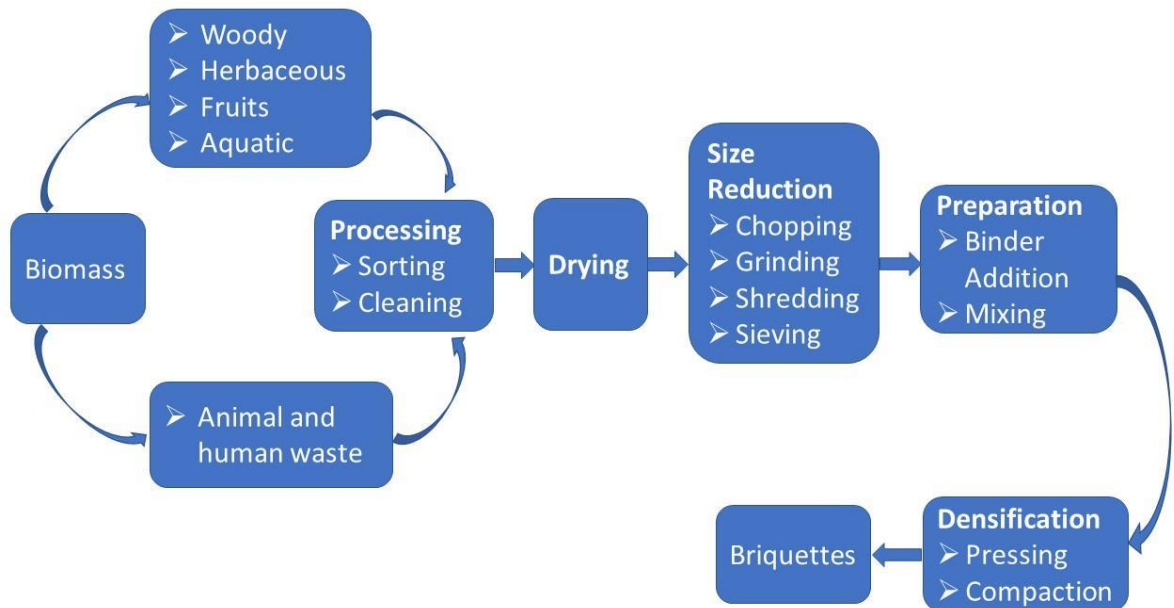 Biomass
➢ Woody
➢ Herbaceous
➢ Fruits
➢ Aquatic
➢ Animal and
human waste
Processing
➢ Sorting
➢ Cleaning
Drying
Size
Reduction
➢ Chopping
➢ Grinding
➢ Shredding
➢ Sieving
Preparation
➢ Binder
Addition
➢ Mixing
Densification
➢ Pressing
➢ Compaction
Briquettes